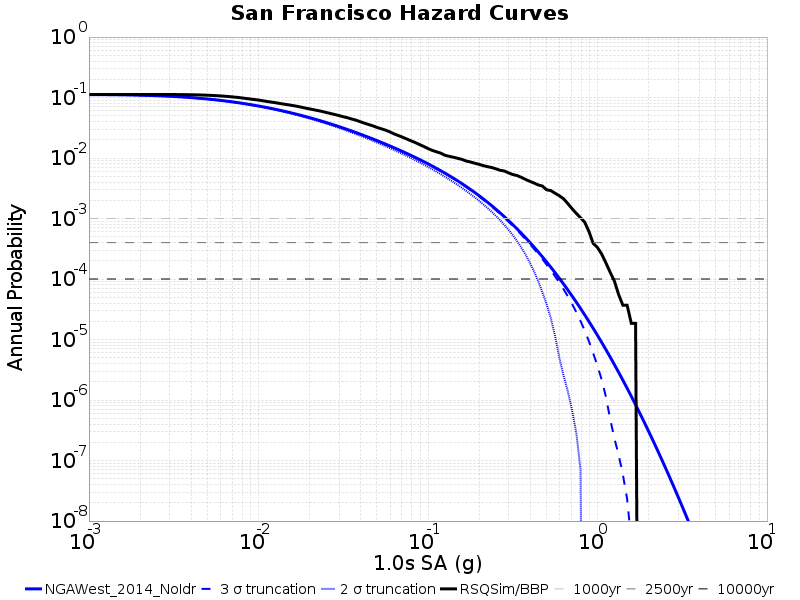 San Francisco Hazard Curves
10^0
10^-1
10^-2
10^-3
10^-4
10^-5
10^-6
10^-7
10^-8
Annual Probability
10^-3 10^-2 10^-1 10^0 10^1
1.0s SA (g)
NGAWest_2014_NoIdr 3 σ truncation 2 σ truncation RSQSim/BBP 1000yr 2500yr 10000yr